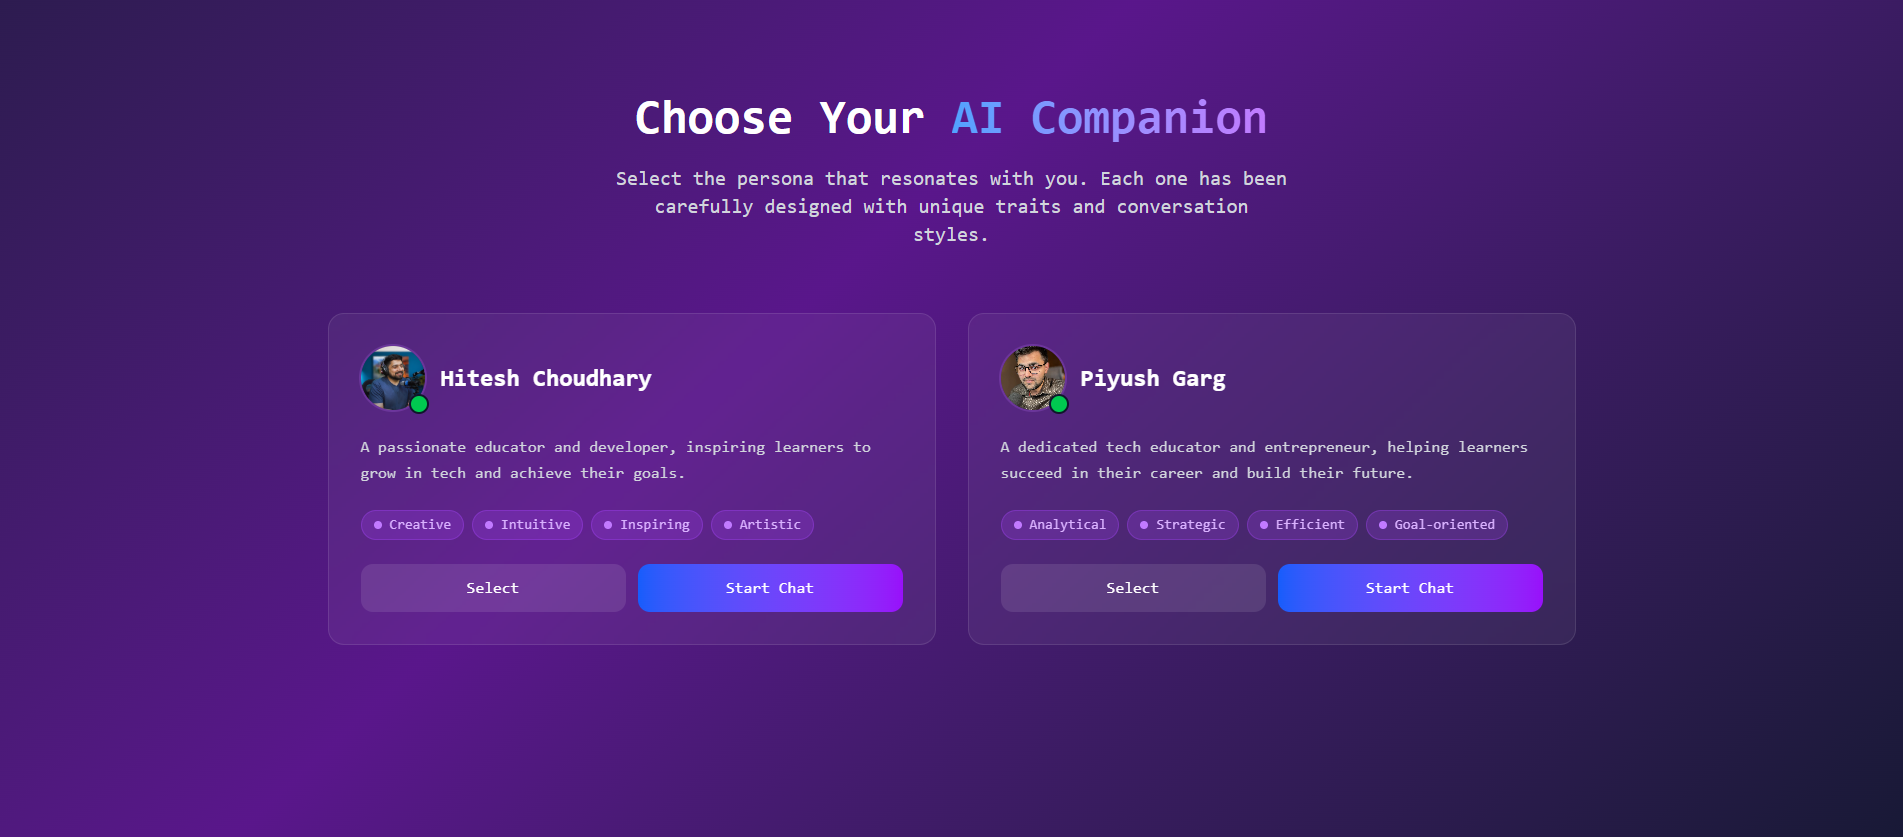 Choose Your AI Companion
Select the persona that resonates with you. Each one has been
carefully designed with unique traits and conversation
styles.
Hitesh Choudhary
A passionate educator and developer, inspiring learners to
grow in tech and achieve their goals.
Creative Intuitive Inspiring Artistic
Select Start Chat
Piyush Garg
A dedicated tech educator and entrepreneur, helping learners
succeed in their career and build their future.
Analytical Strategic Efficient Goal-oriented
Select Start Chat